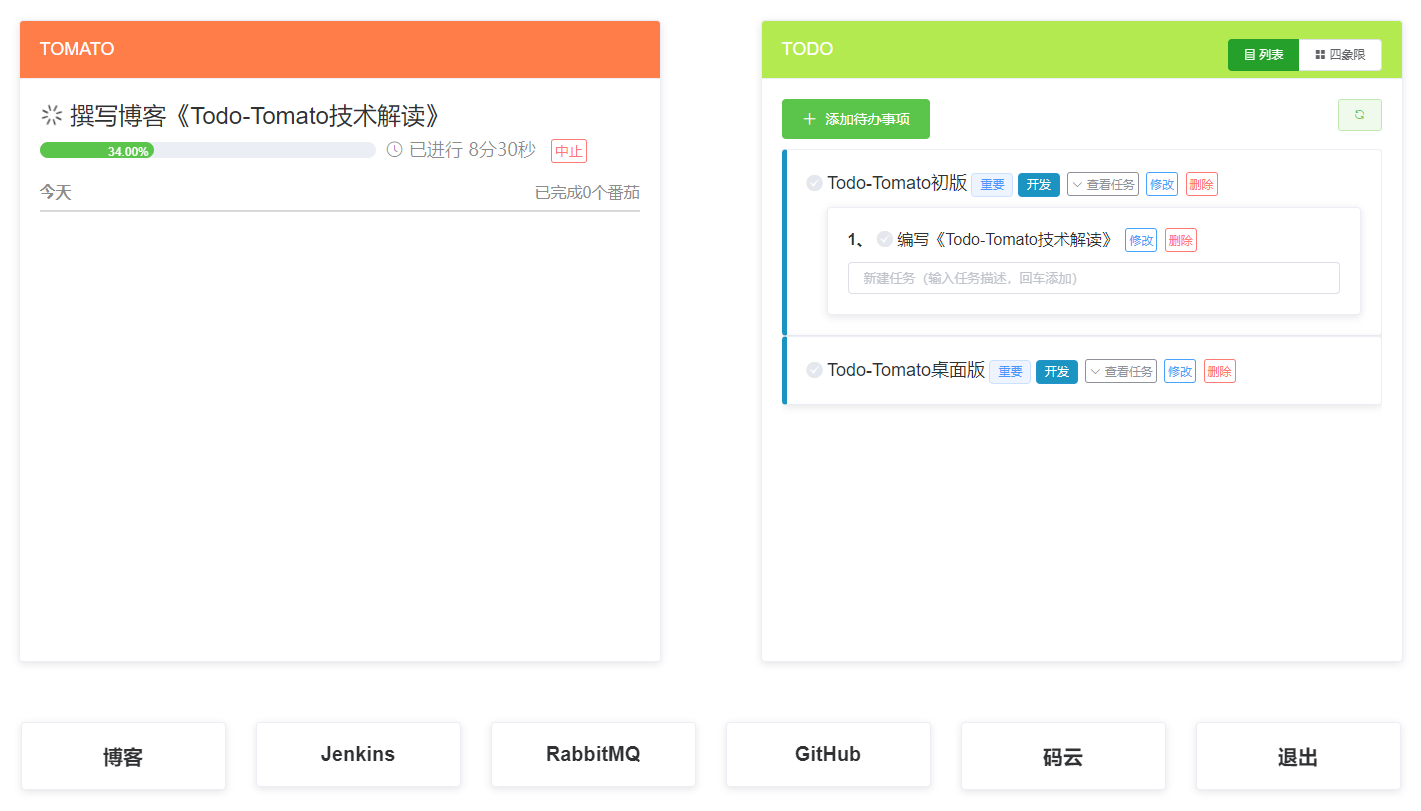 TOMATO
撰写博客《Todo-Tomato技术解读》
34.00% 已进行 8分30秒 中止
今天 已完成0个番茄
TODO 列表 四象限
添加待办事项
Todo-Tomato初版 重要 开发 查看任务 修改 删除
1、 编写《Todo-Tomato技术解读》 修改 删除
新建任务（输入任务描述，回车添加）
Todo-Tomato桌面版 重要 开发 查看任务 修改 删除
博客 Jenkins RabbitMQ GitHub 码云 退出